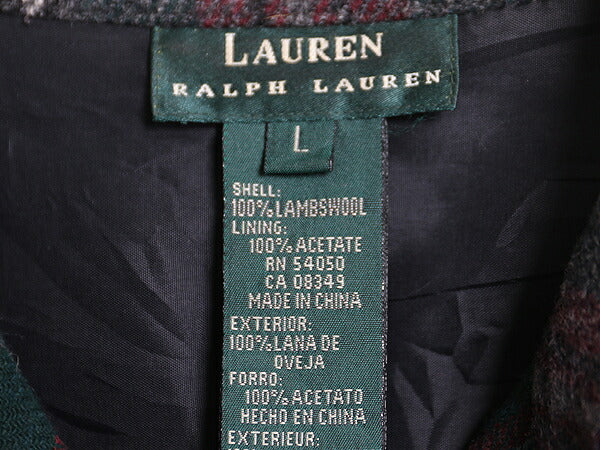 LAUREN
RALPH LAUREN
L
SHELL:
100% LAMBSWOOL
LINING:
100% ACETATE
RN 54050
CA 08349
MADE IN CHINA
EXTERIOR:
100% LANA DE
OVEJA
FORRO:
100% ACETATO
HECHO EN CHINA
EXTERIEUR: